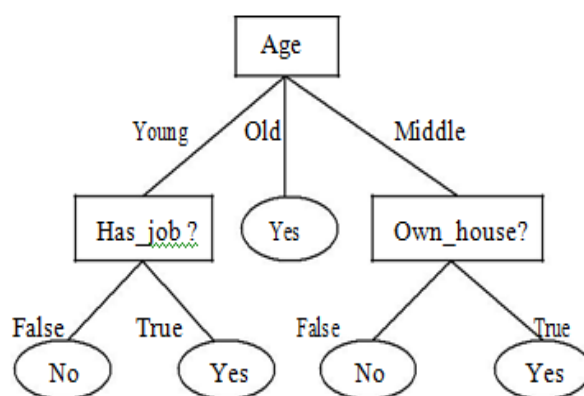 Age
Young Old Middle
Has_job ? Yes Own_house?
False True False True
No Yes No Yes